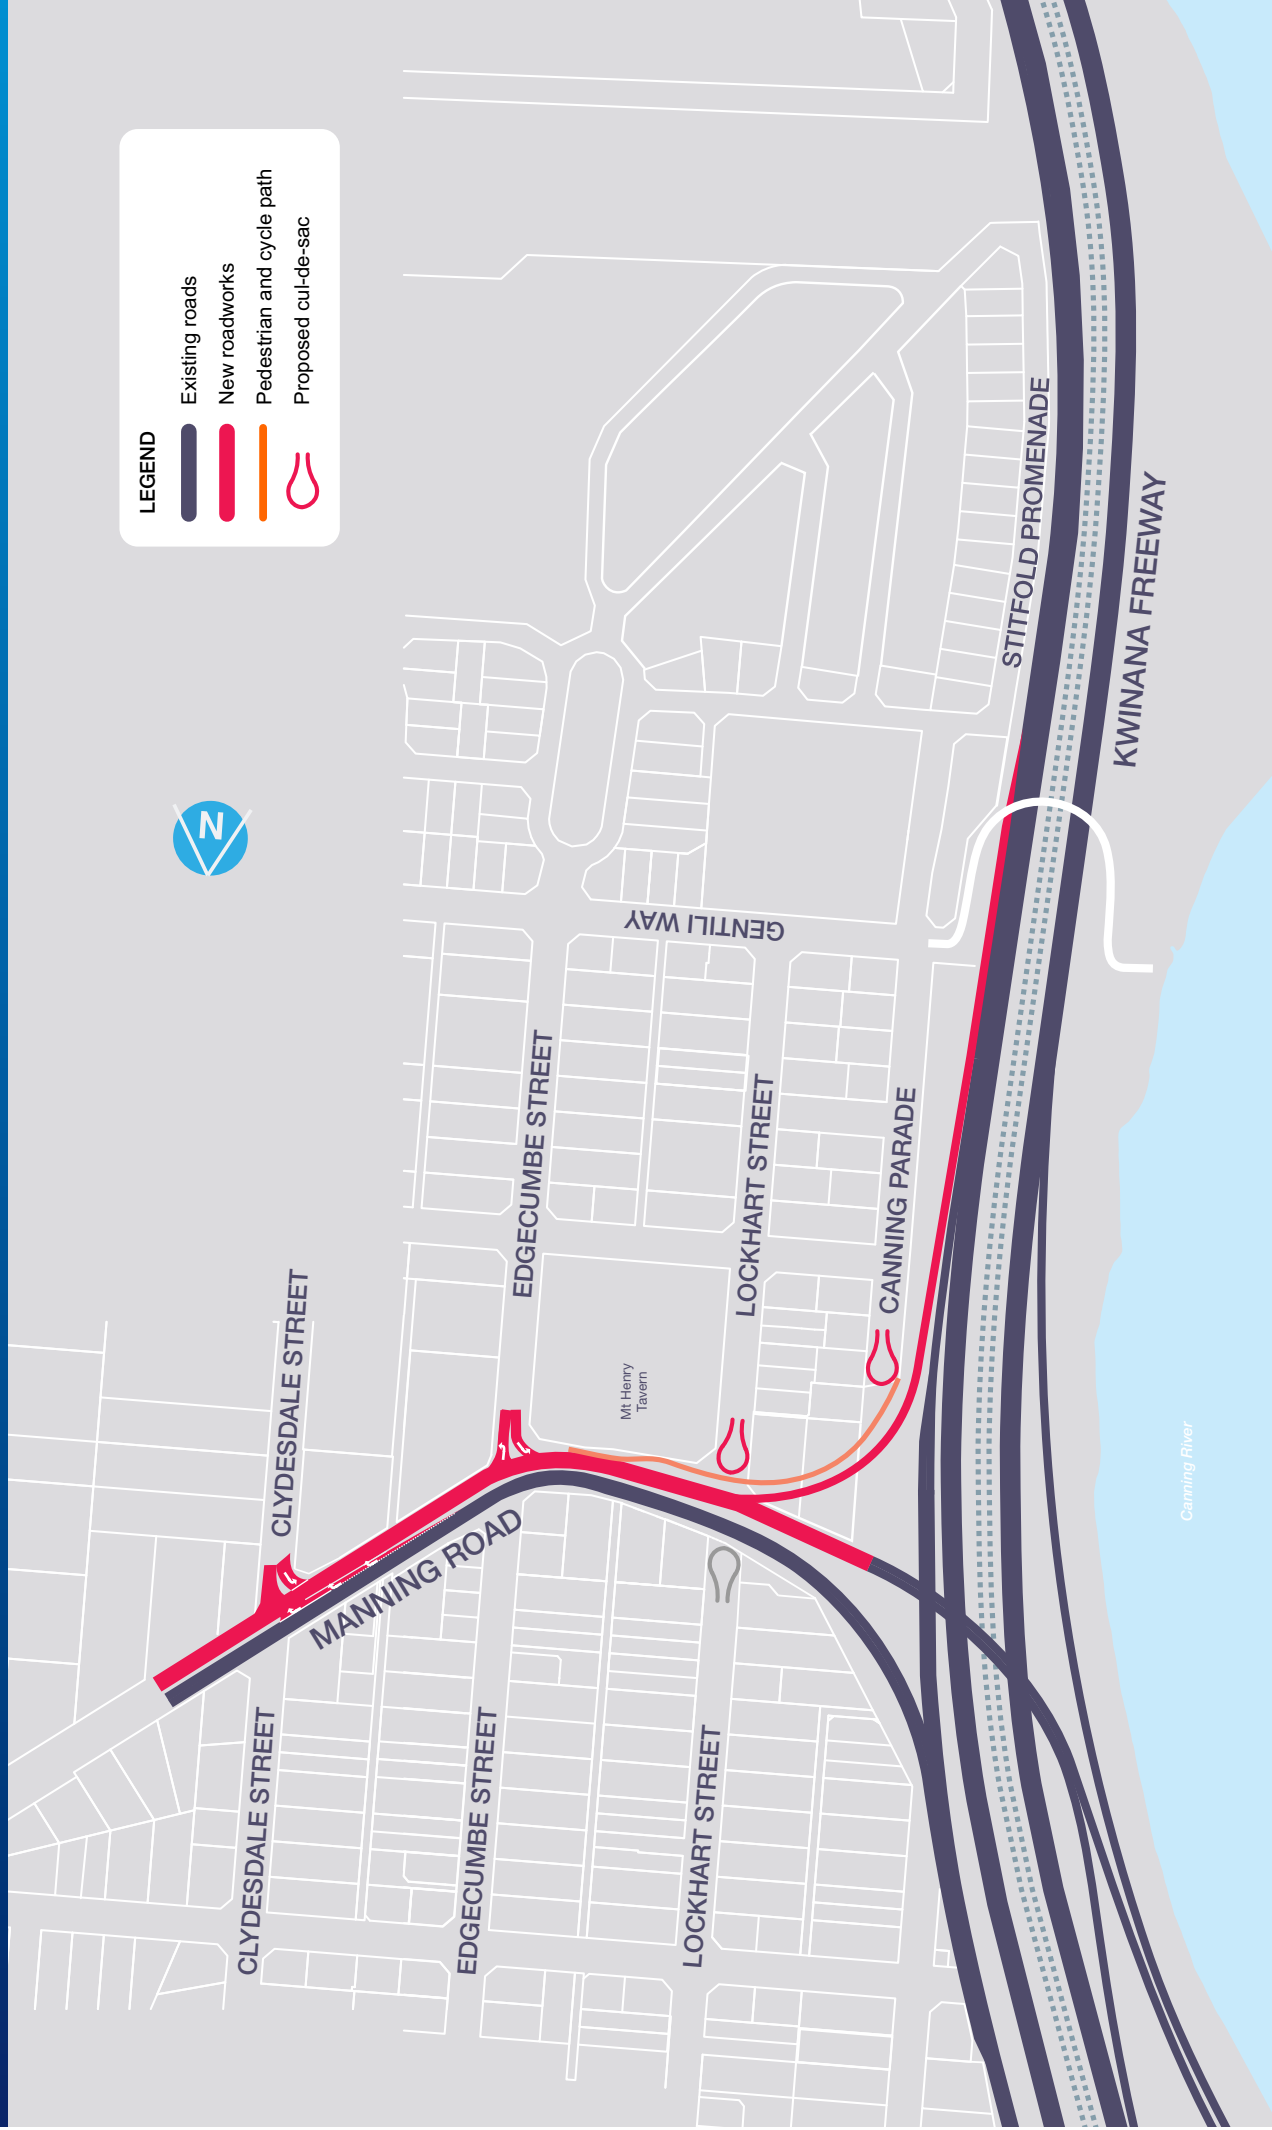 LEGEND
Existing roads
New roadworks
Pedestrian and cycle path
Proposed cul-de-sac
N
CLYDESDALE STREET
CLYDESDALE STREET
MANNING ROAD
EDGECUMBE STREET
EDGECUMBE STREET
Mt Henry
Tavern
GENTILI WAY
LOCKHART STREET
LOCKHART STREET
CANNING PARADE
STITFOLD PROMENADE
KWINANA FREEWAY
Canning River